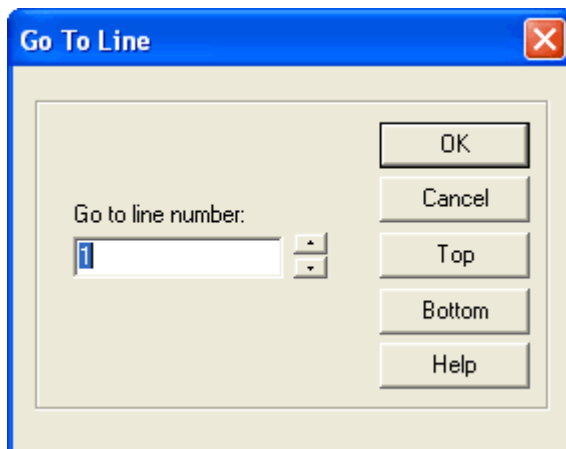 Go To Line
Go to line number:
1
OK
Cancel
Top
Bottom
Help